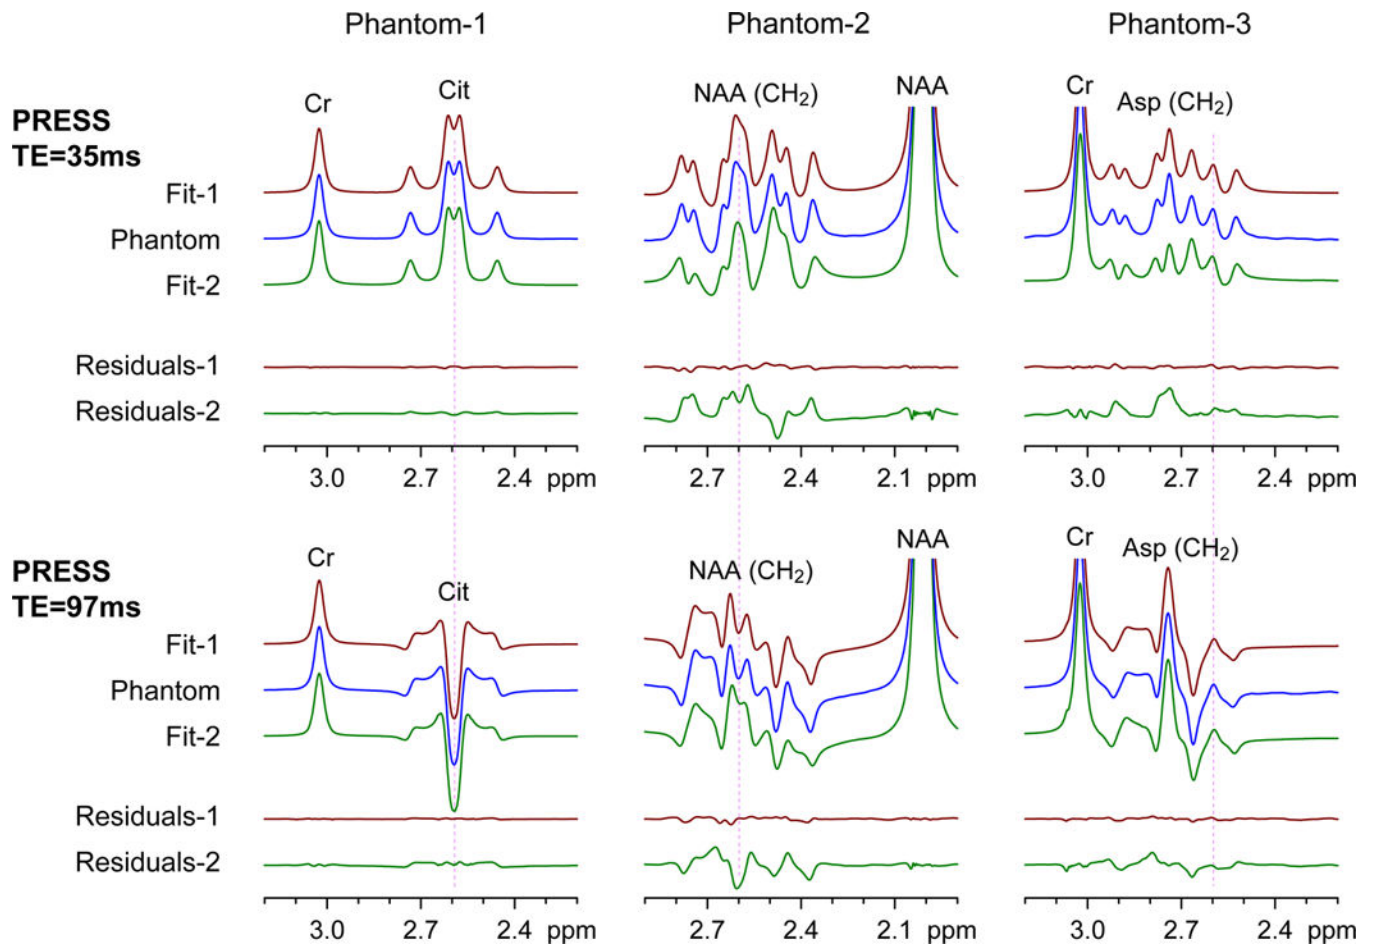 Phantom-1 Phantom-2 Phantom-3
PRESS
TE=35ms
Cr Cit NAA (CH₂) NAA Cr Asp (CH₂)
Fit-1
Phantom
Fit-2
Residuals-1
Residuals-2
3.0 2.7 2.4 ppm 2.7 2.4 2.1 ppm 3.0 2.7 2.4 ppm
PRESS
TE=97ms
Cr Cit NAA (CH₂) NAA Cr Asp (CH₂)
Fit-1
Phantom
Fit-2
Residuals-1
Residuals-2
3.0 2.7 2.4 ppm 2.7 2.4 2.1 ppm 3.0 2.7 2.4 ppm